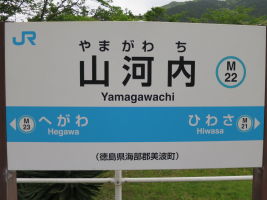 JR
やまがわち
山河内
Yamagawachi
M
22
M
23
へがわ
Hegawa
ひわさ
Hiwasa
M
21
(徳島県海部郡美波町)